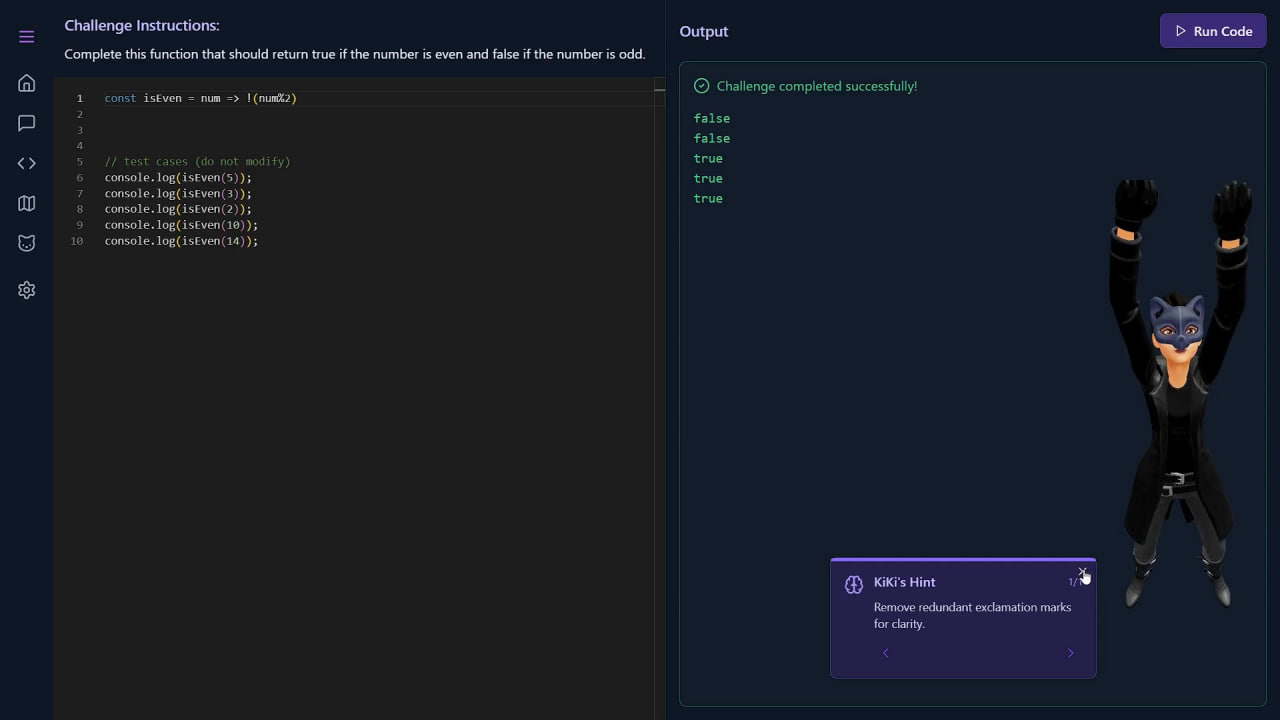 Challenge Instructions:
Complete this function that should return true if the number is even and false if the number is odd.
1 const isEven = num => !(num%2)
2
3
4
5 // test cases (do not modify)
6 console.log(isEven(5));
7 console.log(isEven(3));
8 console.log(isEven(2));
9 console.log(isEven(10));
10 console.log(isEven(14));
Output
Run Code
Challenge completed successfully!
false
false
true
true
true
KiKi's Hint
Remove redundant exclamation marks
for clarity.